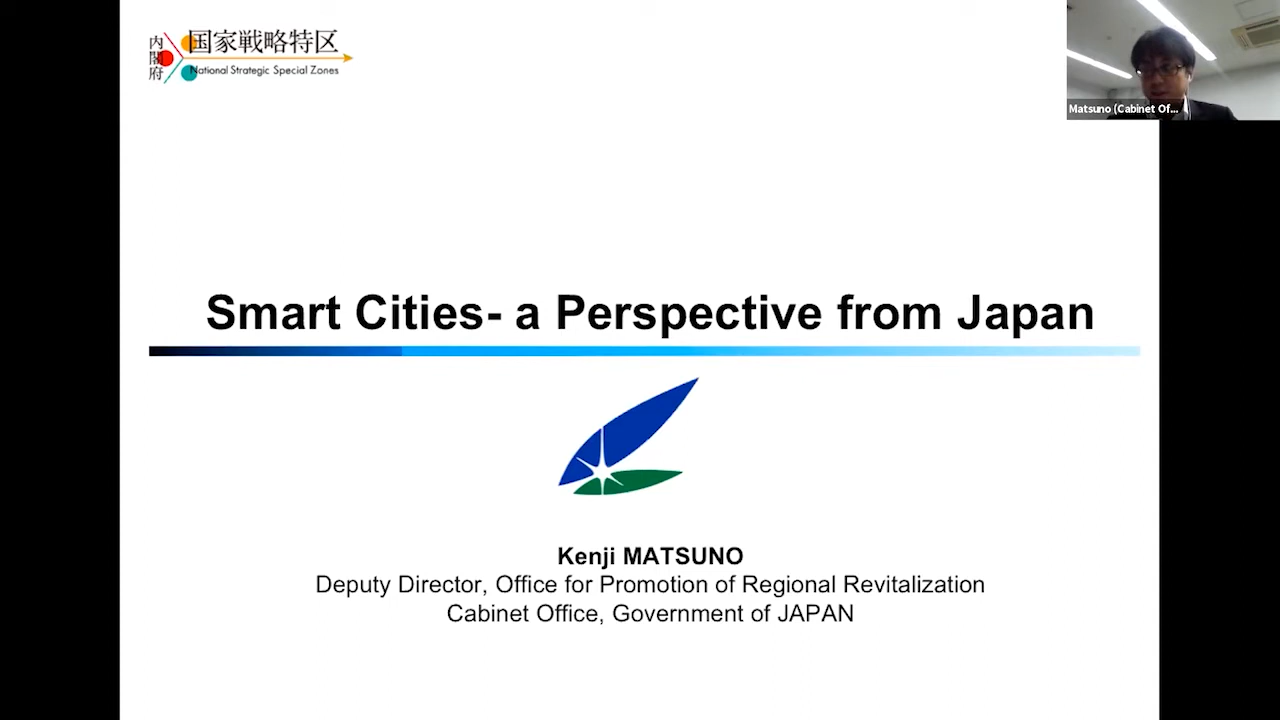 内閣府
国家戦略特区
National Strategic Special Zones
Matsuno (Cabinet Of...
Smart Cities- a Perspective from Japan
Kenji MATSUNO
Deputy Director, Office for Promotion of Regional Revitalization
Cabinet Office, Government of JAPAN